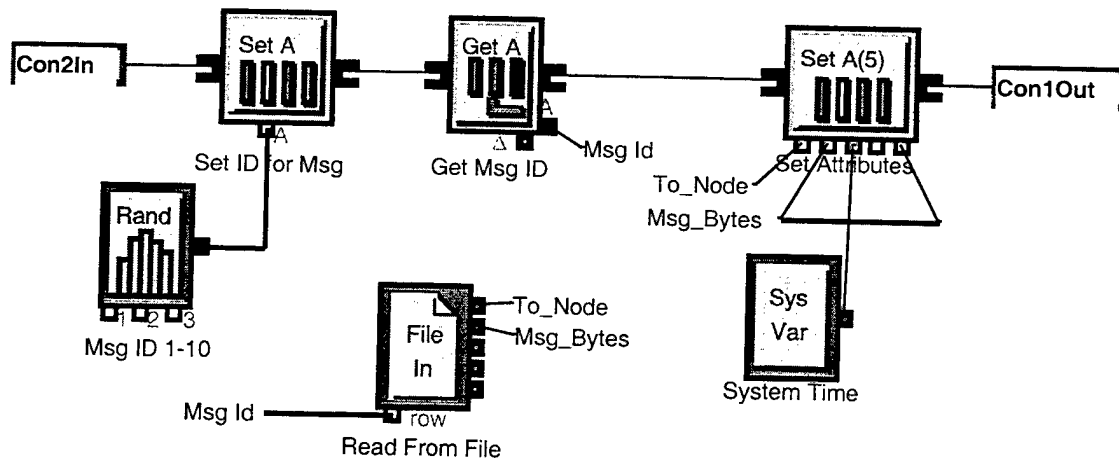 Con2In
Set A
A
Set ID for Msg
Get A
A
Δ
Get Msg ID
Msg Id
Set A(5)
Set Attributes
To_Node
Msg_Bytes
Con1Out
Rand
1 2 3
Msg ID 1-10
File
In
To_Node
Msg_Bytes
row
Msg Id
Read From File
Sys
Var
System Time